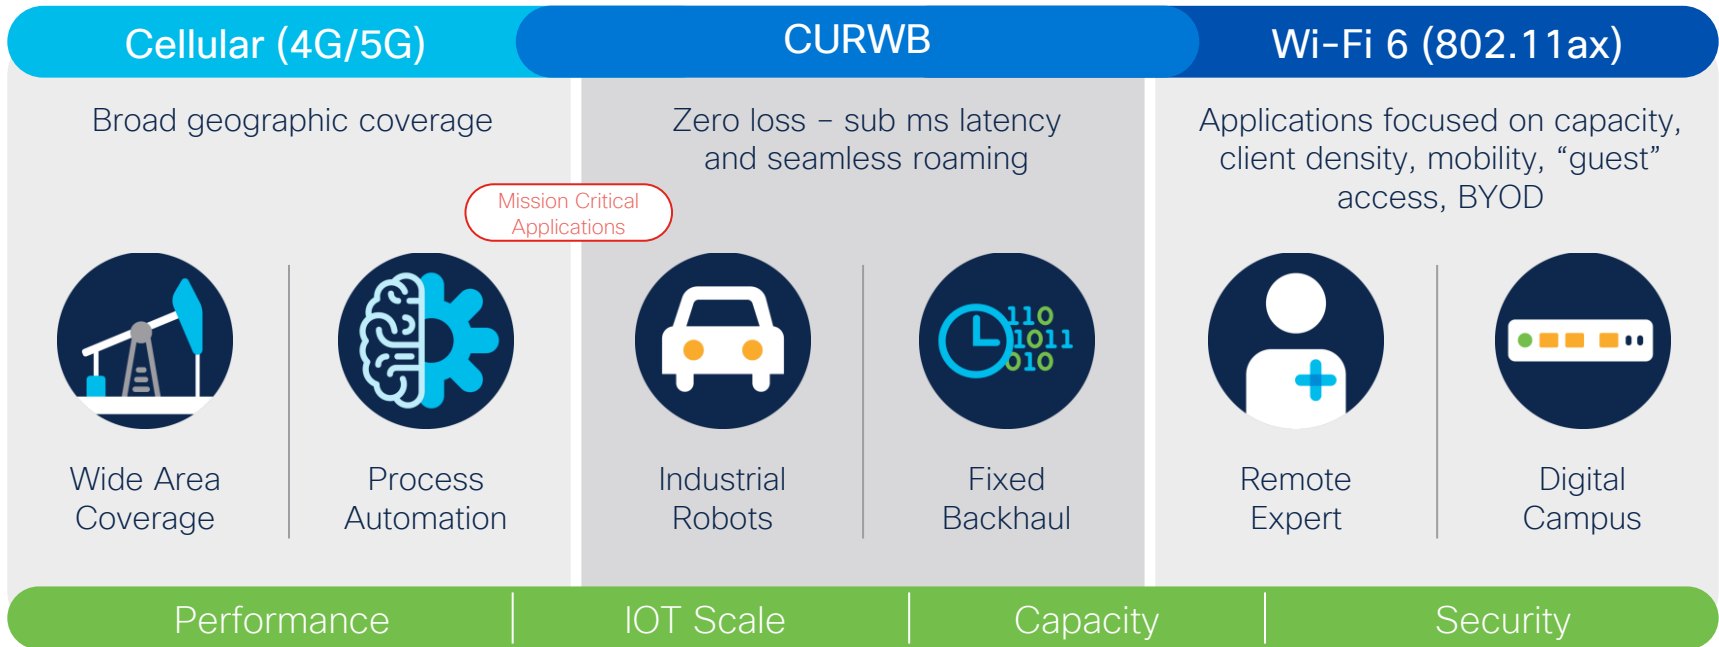 Cellular (4G/5G)
CURWB
Wi-Fi 6 (802.11ax)
Broad geographic coverage
Zero loss – sub ms latency
and seamless roaming
Applications focused on capacity,
client density, mobility, “guest”
access, BYOD
Mission Critical
Applications
110
1011
010
Wide Area
Coverage
Process
Automation
Industrial
Robots
Fixed
Backhaul
Remote
Expert
Digital
Campus
Performance
IOT Scale
Capacity
Security